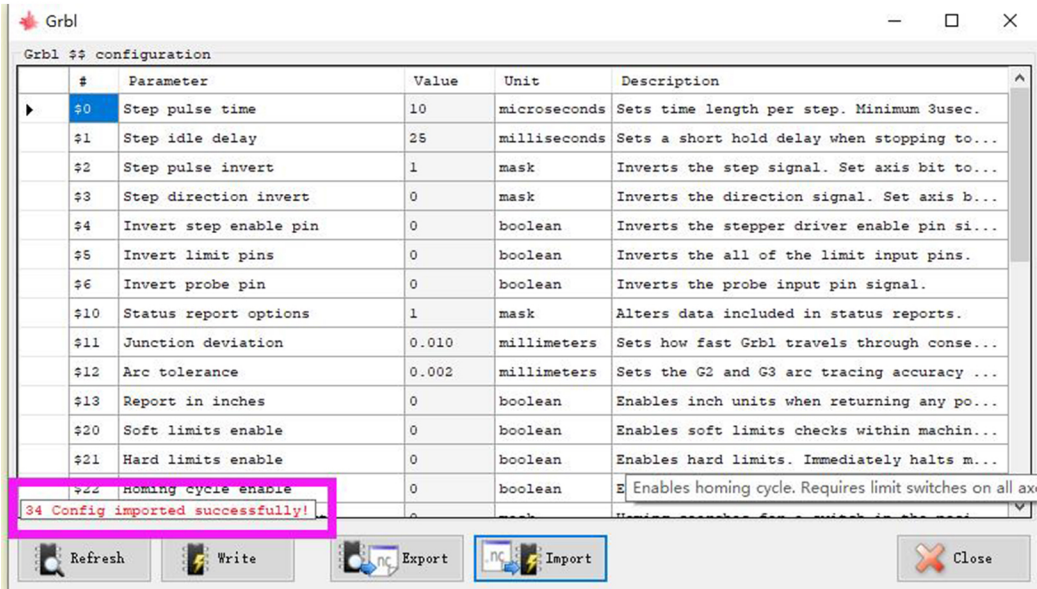 Grbl
Grbl $$ configuration
# Parameter Value Unit Description
$0 Step pulse time 10 microseconds Sets time length per step. Minimum 3usec.
$1 Step idle delay 25 milliseconds Sets a short hold delay when stopping to...
$2 Step pulse invert 1 mask Inverts the step signal. Set axis bit to...
$3 Step direction invert 0 mask Inverts the direction signal. Set axis b...
$4 Invert step enable pin 0 boolean Inverts the stepper driver enable pin si...
$5 Invert limit pins 0 boolean Inverts the all of the limit input pins.
$6 Invert probe pin 0 boolean Inverts the probe input pin signal.
$10 Status report options 1 mask Alters data included in status reports.
$11 Junction deviation 0.010 millimeters Sets how fast Grbl travels through conse...
$12 Arc tolerance 0.002 millimeters Sets the G2 and G3 arc tracing accuracy ...
$13 Report in inches 0 boolean Enables inch units when returning any po...
$20 Soft limits enable 0 boolean Enables soft limits checks within machin...
$21 Hard limits enable 0 boolean Enables hard limits. Immediately halts m...
$22 Homing cycle enable 0 boolean E
Enables homing cycle. Requires limit switches on all axe
34 Config imported successfully!
Refresh Write nc Export .nc Import Close